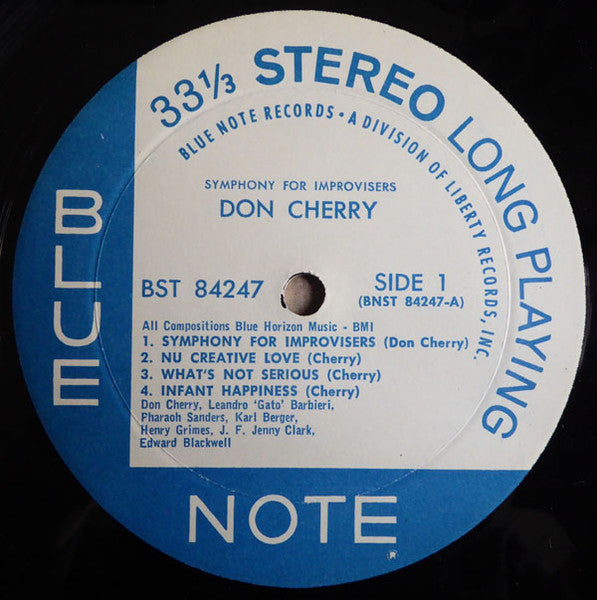 33⅓ STEREO LONG PLAYING
BLUE NOTE RECORDS • A DIVISION OF LIBERTY RECORDS, INC.
SYMPHONY FOR IMPROVISERS
DON CHERRY
BST 84247
SIDE 1
(BNST 84247-A)
All Compositions Blue Horizon Music - BMI
1. SYMPHONY FOR IMPROVISERS (Don Cherry)
2. NU CREATIVE LOVE (Cherry)
3. WHAT'S NOT SERIOUS (Cherry)
4. INFANT HAPPINESS (Cherry)
Don Cherry, Leandro 'Gato' Barbieri,
Pharaoh Sanders, Karl Berger,
Henry Grimes, J. F. Jenny Clark,
Edward Blackwell
BLUE
NOTE
®